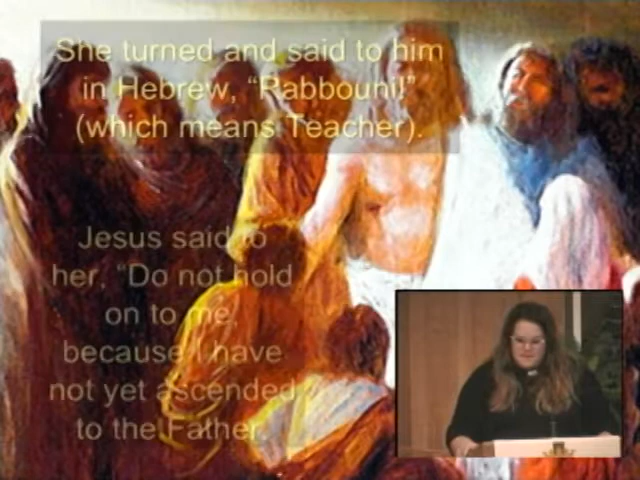 She turned and said to him
in Hebrew, “Rabbouni!”
(which means Teacher).
Jesus said to
her, “Do not hold
on to me,
because I have
not yet ascended
to the Father.